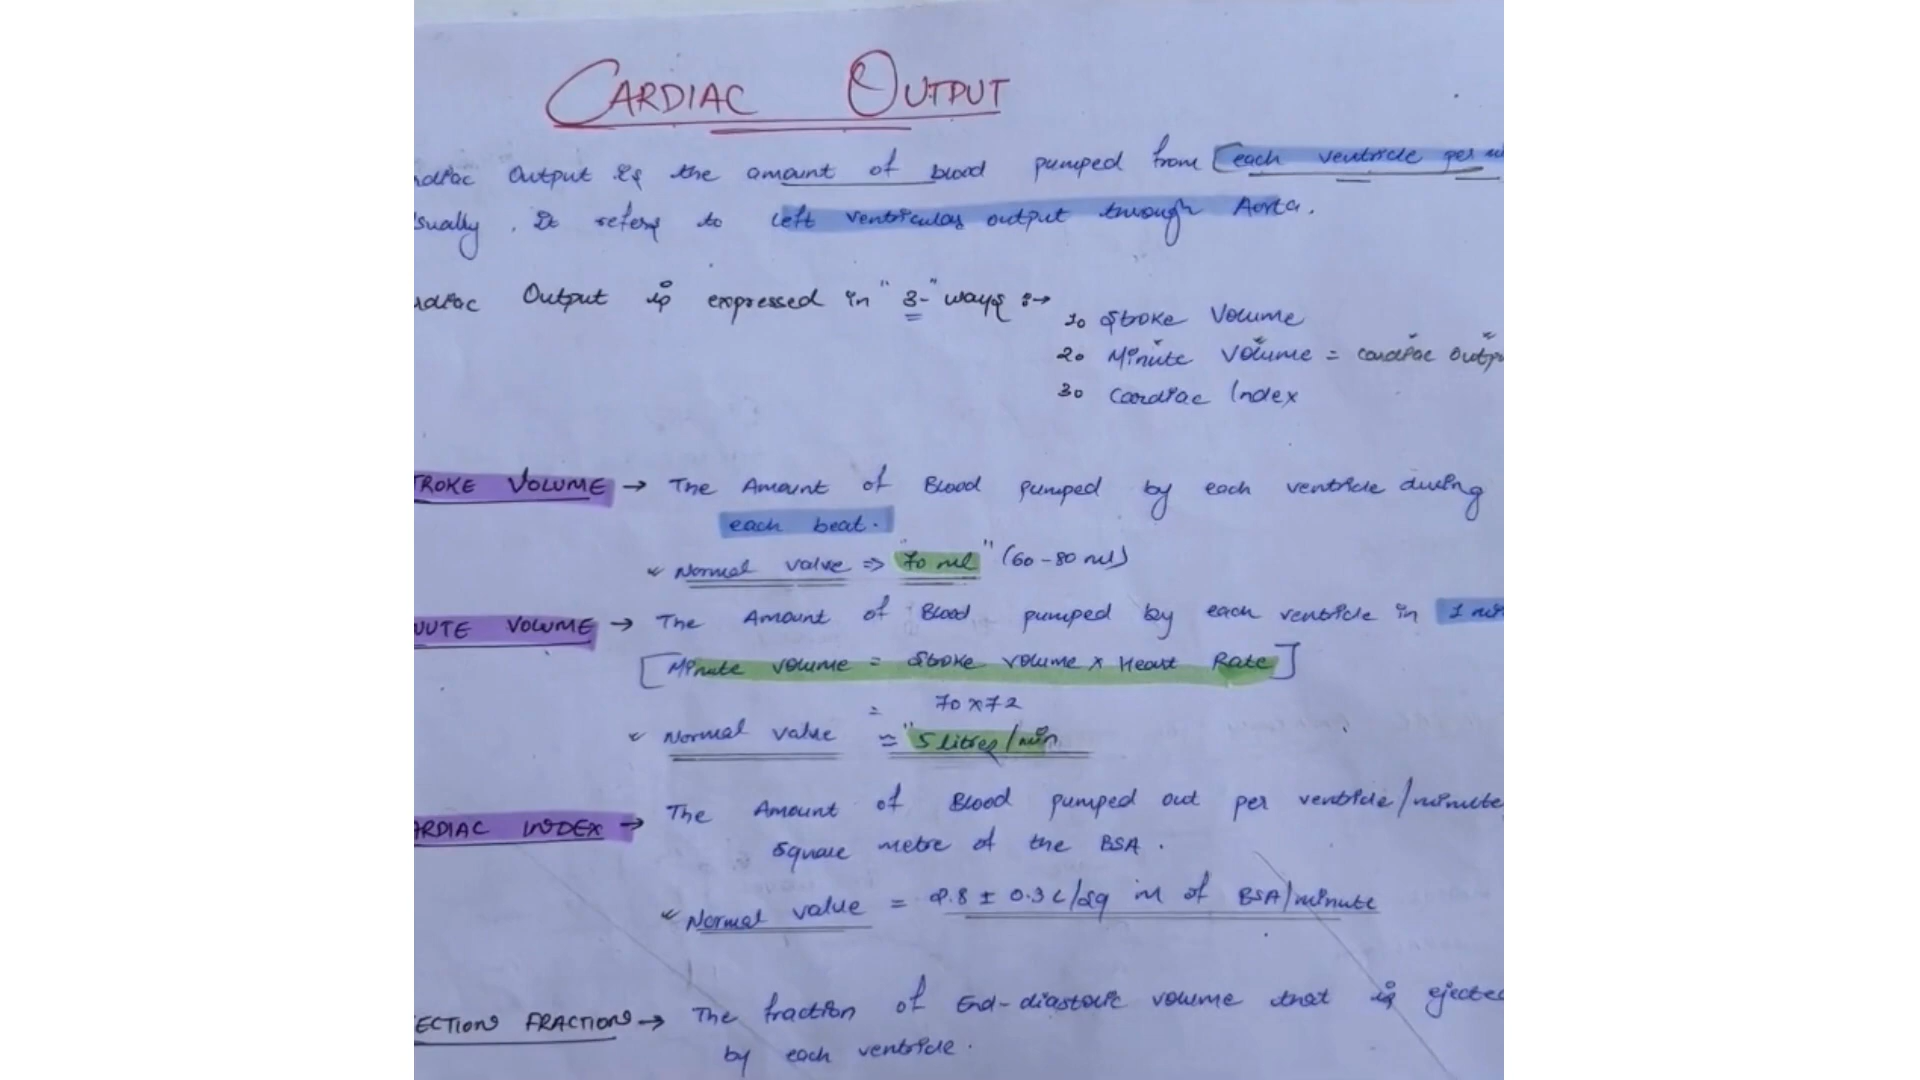 CARDIAC OUTPUT
rdiac Output is the amount of blood pumped from each ventricle per
sually, It refers to left ventricular output through Aorta.
rdiac Output is expressed in "3-" ways :→
1. Stroke Volume
2. Minute Volume = cardiac outp
3. Cardiac Index
TROKE VOLUME → The Amount of Blood pumped by each ventricle during
each beat.
Normal value ⇒ "70 ml" (60-80 ml)
NUTE VOLUME → The Amount of Blood pumped by each ventricle in 1 min
[Minute volume = Stroke volume x Heart Rate]
= 70 x 72
Normal value ≈ "5 litres/min
ARDIAC INDEX → The Amount of Blood pumped out per ventricle/minute
square metre of the BSA.
Normal value = 2.8 ± 0.3 L/sq m of BSA/minute
ECTION FRACTION → The fraction of End-diastolic volume that is ejected
by each ventricle.